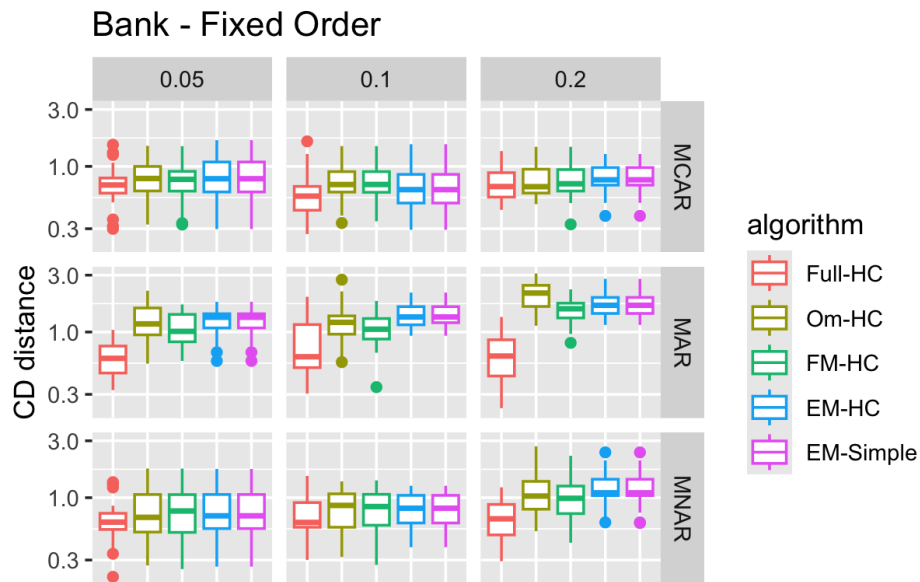 Bank - Fixed Order
0.05 0.1 0.2
3.0
1.0
0.3
MCAR
3.0
1.0
0.3
MAR
3.0
1.0
0.3
MNAR
CD distance
algorithm
Full-HC
Om-HC
FM-HC
EM-HC
EM-Simple